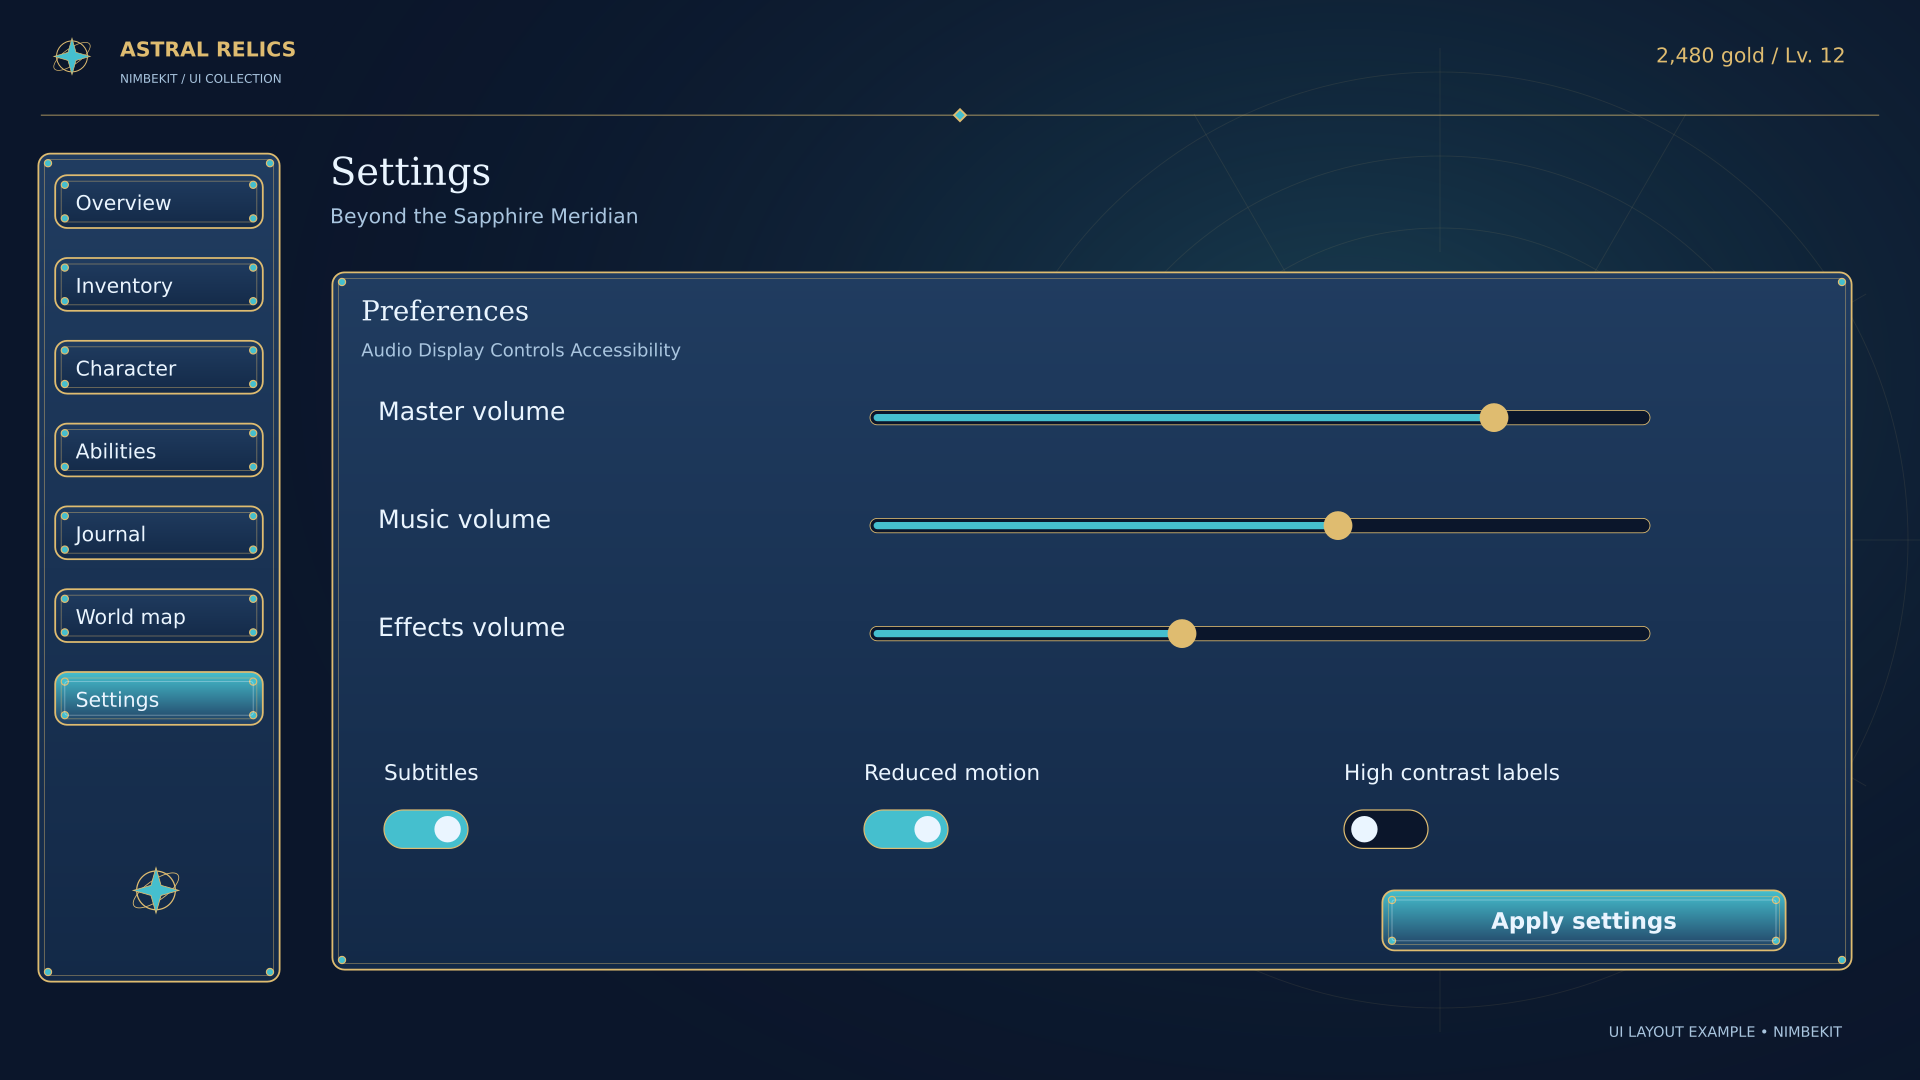 ASTRAL RELICS
NIMBEKIT / UI COLLECTION
2,480 gold / Lv. 12
Overview
Inventory
Character
Abilities
Journal
World map
Settings
Settings
Beyond the Sapphire Meridian
Preferences
Audio Display Controls Accessibility
Master volume
Music volume
Effects volume
Subtitles
Reduced motion
High contrast labels
Apply settings
UI LAYOUT EXAMPLE • NIMBEKIT